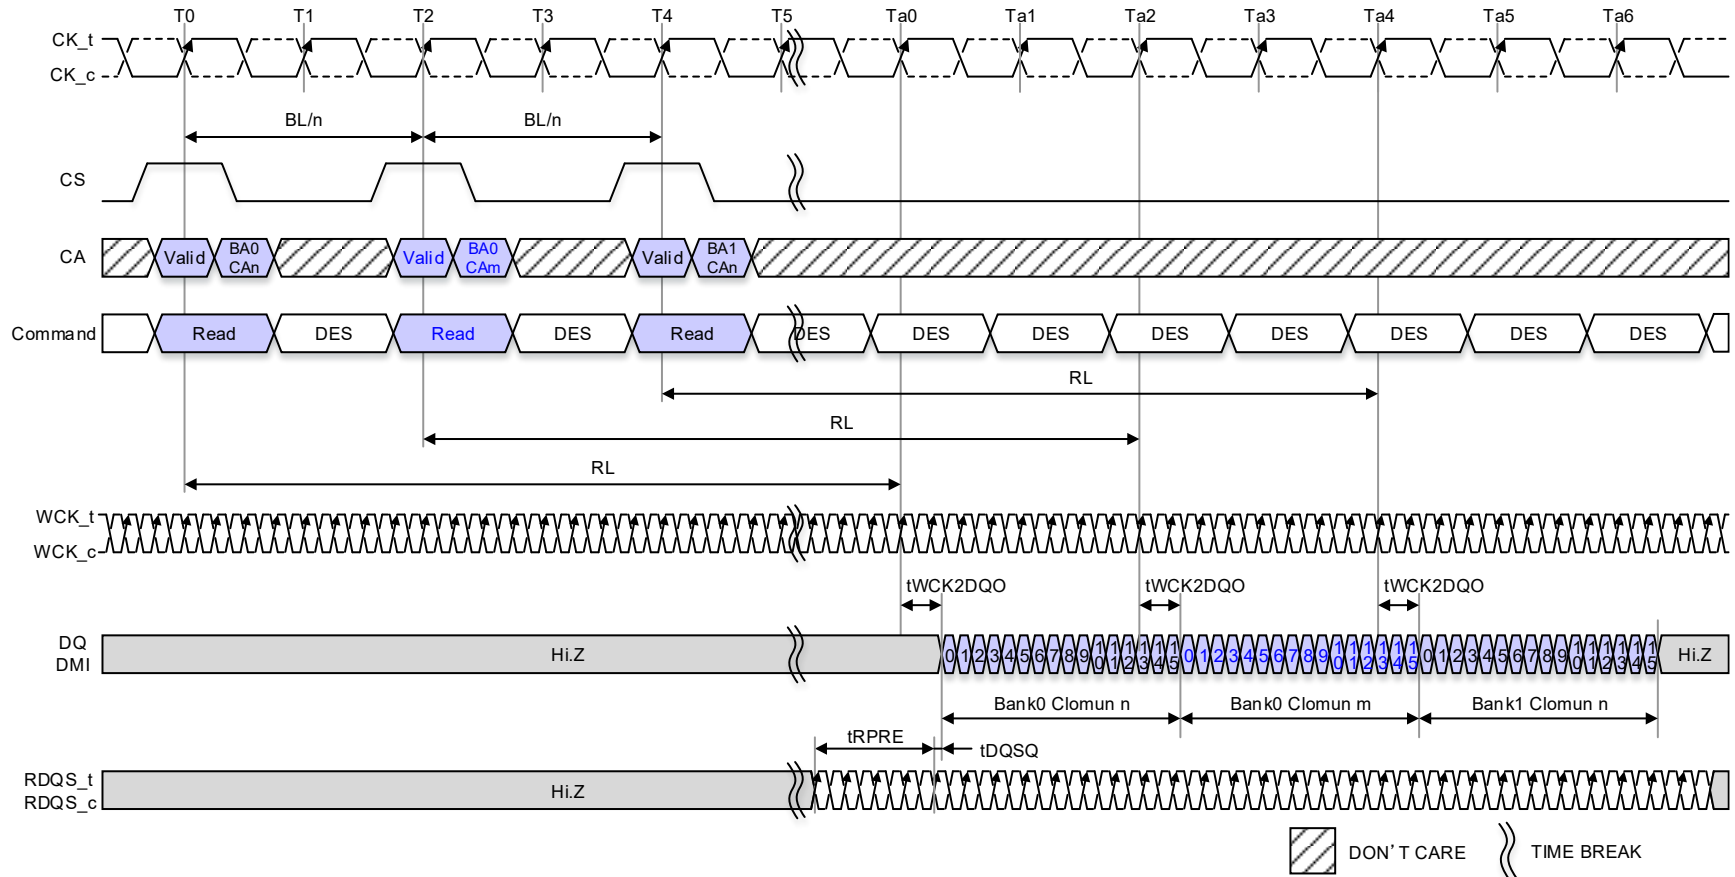 T0 T1 T2 T3 T4 T5 Ta0 Ta1 Ta2 Ta3 Ta4 Ta5 Ta6
CK_t
CK_c
BL/n BL/n
CS
CA Valid BA0 CAn Valid BA0 CAm Valid BA1 CAn
Command Read DES Read DES Read DES DES DES DES DES DES DES DES
RL
RL
RL
WCK_t
WCK_c
tWCK2DQO tWCK2DQO tWCK2DQO
DQ
DMI
Hi.Z 0 1 2 3 4 5 6 7 8 9 10 11 12 13 14 15 0 1 2 3 4 5 6 7 8 9 10 11 12 13 14 15 0 1 2 3 4 5 6 7 8 9 10 11 12 13 14 15 Hi.Z
Bank0 Clomun n Bank0 Clomun m Bank1 Clomun n
tRPRE tDQSQ
RDQS_t
RDQS_c
Hi.Z
DON'T CARE TIME BREAK